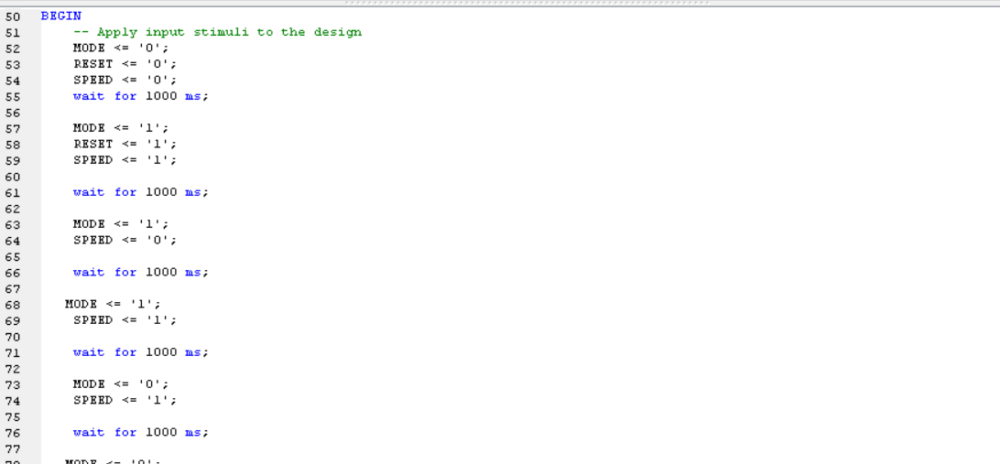 50 BEGIN
51 -- Apply input stimuli to the design
52 MODE <= '0';
53 RESET <= '0';
54 SPEED <= '0';
55 wait for 1000 ms;
56
57 MODE <= '1';
58 RESET <= '1';
59 SPEED <= '1';
60
61 wait for 1000 ms;
62
63 MODE <= '1';
64 SPEED <= '0';
65
66 wait for 1000 ms;
67
68 MODE <= '1';
69 SPEED <= '1';
70
71 wait for 1000 ms;
72
73 MODE <= '0';
74 SPEED <= '1';
75
76 wait for 1000 ms;
77